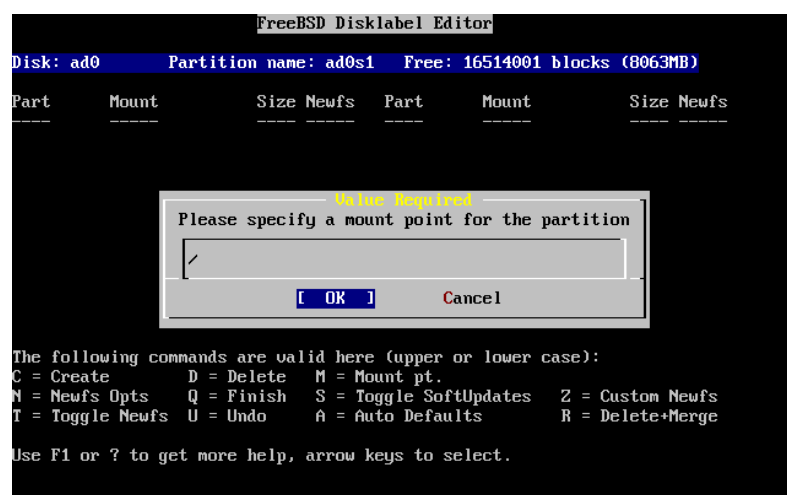 FreeBSD Disklabel Editor
Disk: ad0 Partition name: ad0s1 Free: 16514001 blocks (8063MB)
Part Mount Size Newfs Part Mount Size Newfs
---- ----- ---- ----- ---- ----- ---- -----
Value Required
Please specify a mount point for the partition
/
[ OK ] Cancel
The following commands are valid here (upper or lower case):
C = Create D = Delete M = Mount pt.
N = Newfs Opts Q = Finish S = Toggle SoftUpdates Z = Custom Newfs
T = Toggle Newfs U = Undo A = Auto Defaults R = Delete+Merge
Use F1 or ? to get more help, arrow keys to select.